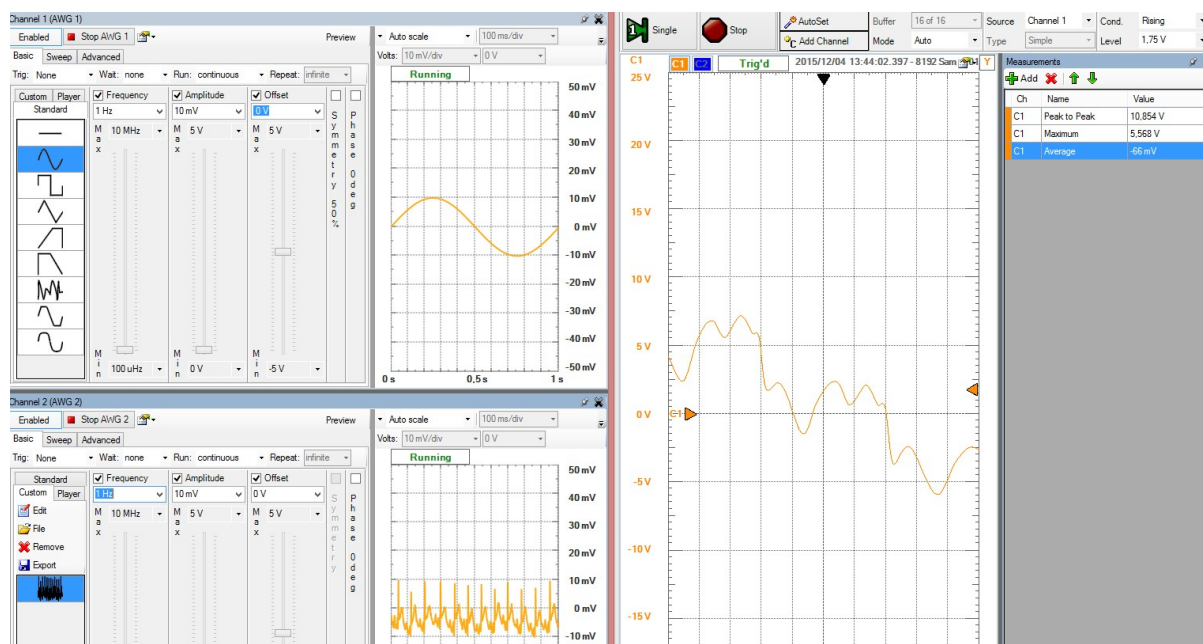 Channel 1 (AWG 1)
Enabled Stop AWG 1 Preview
Basic Sweep Advanced
Trig: None Wait: none Run: continuous Repeat: infinite
Custom Player
Standard
Frequency Amplitude Offset
1 Hz 10 mV 0 V
Max 10 MHz Max 5 V Max 5 V
Symmetry 50%
Phase 0 deg
Min 100 uHz Min 0 V Min -5 V
Auto scale 100 ms/div
Volts: 10 mV/div 0 V
Running
50 mV
40 mV
30 mV
20 mV
10 mV
0 mV
-10 mV
-20 mV
-30 mV
-40 mV
-50 mV
0 s 0,5 s 1 s
Channel 2 (AWG 2)
Enabled Stop AWG 2 Preview
Basic Sweep Advanced
Trig: None Wait: none Run: continuous Repeat: infinite
Standard
Custom Player
Edit
File
Remove
Export
Frequency Amplitude Offset
1 Hz 10 mV 0 V
Max 10 MHz Max 5 V Max 5 V
Symmetry
Phase 0 deg
Auto scale 100 ms/div
Volts: 10 mV/div 0 V
Running
50 mV
40 mV
30 mV
20 mV
10 mV
0 mV
-10 mV
Single Stop
AutoSet Buffer 16 of 16 Source Channel 1 Cond. Rising
Add Channel Mode Auto Type Simple Level 1,75 V
C1 C1 C2 Trig'd 2015/12/04 13:44:02.397 - 8192 Sam Y
25 V
20 V
15 V
10 V
5 V
0 V C1
-5 V
-10 V
-15 V
Measurements
Add
Ch Name Value
C1 Peak to Peak 10,854 V
C1 Maximum 5,568 V
C1 Average -66 mV